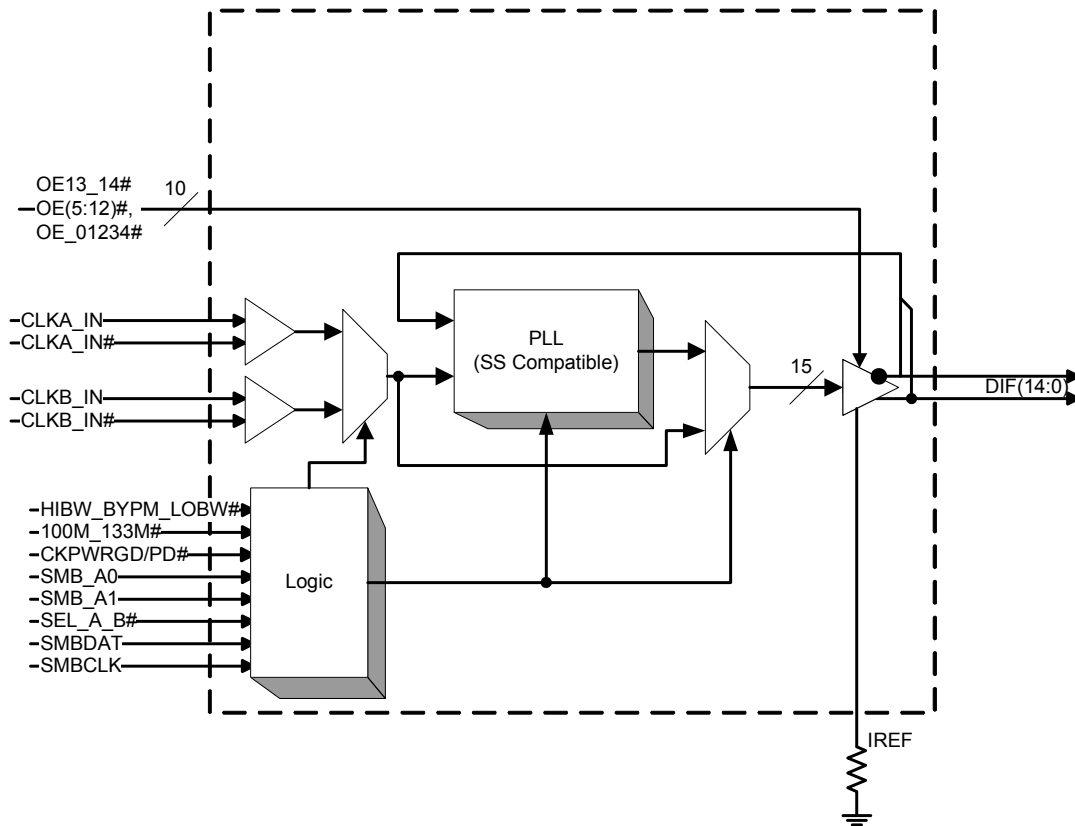 OE13_14#
10
OE(5:12)#,
OE_01234#
CLKA_IN
CLKA_IN#
CLKB_IN
CLKB_IN#
PLL
(SS Compatible)
15
DIF(14:0)
HIBW_BYPM_LOBW#
100M_133M#
CKPWRGD/PD#
SMB_A0
SMB_A1
SEL_A_B#
SMBDAT
SMBCLK
Logic
IREF